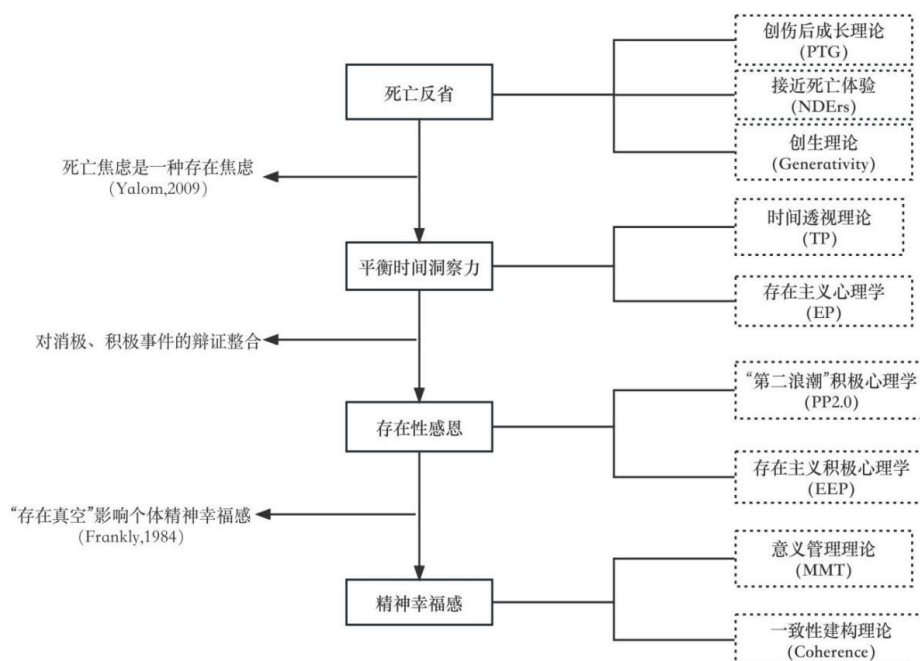 创伤后成长理论
(PTG)
死亡反省
接近死亡体验
(NDErs)
创生理论
(Generativity)
死亡焦虑是一种存在焦虑
(Yalom,2009)
时间透视理论
(TP)
平衡时间洞察力
存在主义心理学
(EP)
对消极、积极事件的辩证整合
“第二浪潮”积极心理学
(PP2.0)
存在性感恩
存在主义积极心理学
(EEP)
“存在真空”影响个体精神幸福感
(Frankly,1984)
意义管理理论
(MMT)
精神幸福感
一致性建构理论
(Coherence)